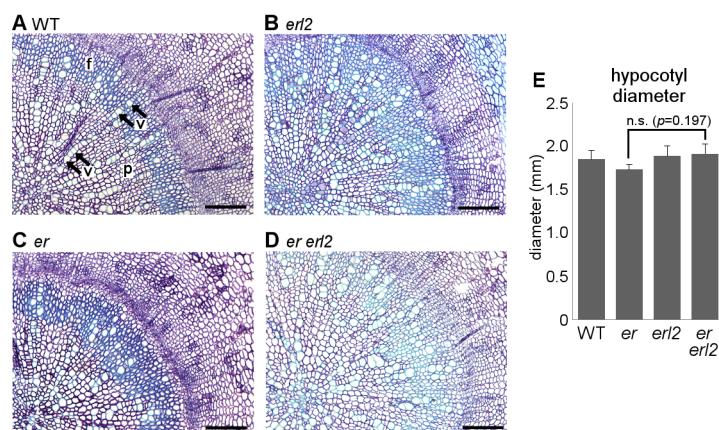 A WT
f
v
v
p
B erl2
C er
D er erl2
E
hypocotyl
diameter
n.s. (p=0.197)
diameter (mm)
2.5
2.0
1.5
1.0
0.5
0
WT er erl2 er
erl2